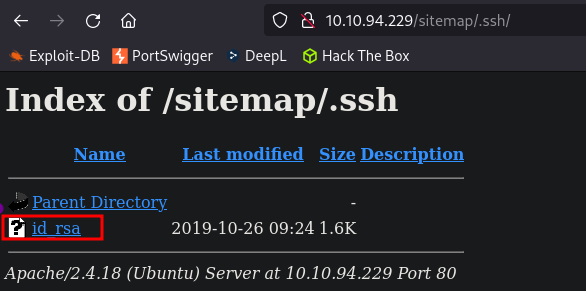 10.10.94.229/sitemap/.ssh/
Exploit-DB PortSwigger DeepL Hack The Box
Index of /sitemap/.ssh
Name Last modified Size Description
Parent Directory -
id_rsa 2019-10-26 09:24 1.6K
Apache/2.4.18 (Ubuntu) Server at 10.10.94.229 Port 80